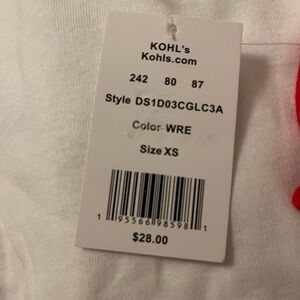 KOHL's
Kohls.com
242 80 87
Style DS1D03CGLC3A
Color WRE
Size XS
1 95566 98598 1
$28.00